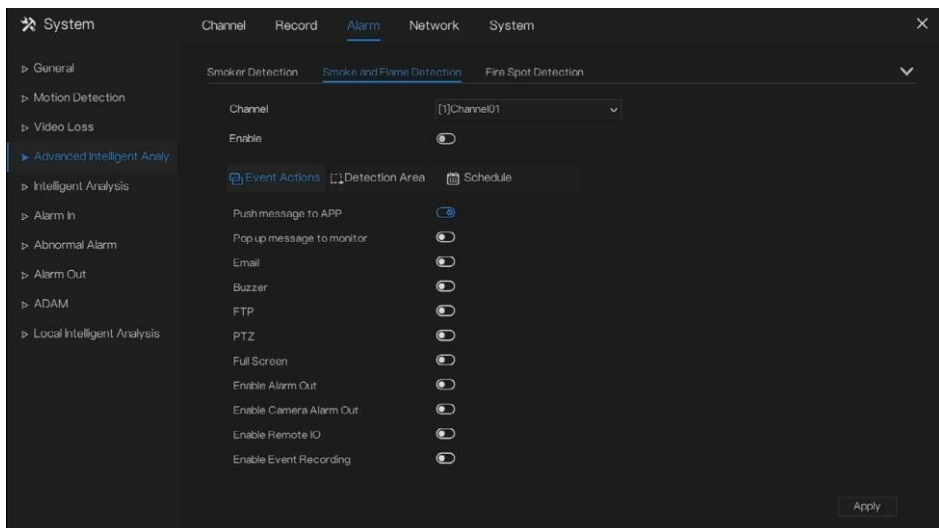 System
Channel Record Alarm Network System
General
Motion Detection
Video Loss
Advanced Intelligent Analy.
Intelligent Analysis
Alarm In
Abnormal Alarm
Alarm Out
ADAM
Local Intelligent Analysis
Smoker Detection Smoke and Flame Detection Fire Spot Detection
Channel [1]Channel01
Enable
Event Actions Detection Area Schedule
Push message to APP
Pop up message to monitor
Email
Buzzer
FTP
PTZ
Full Screen
Enable Alarm Out
Enable Camera Alarm Out
Enable Remote IO
Enable Event Recording
Apply